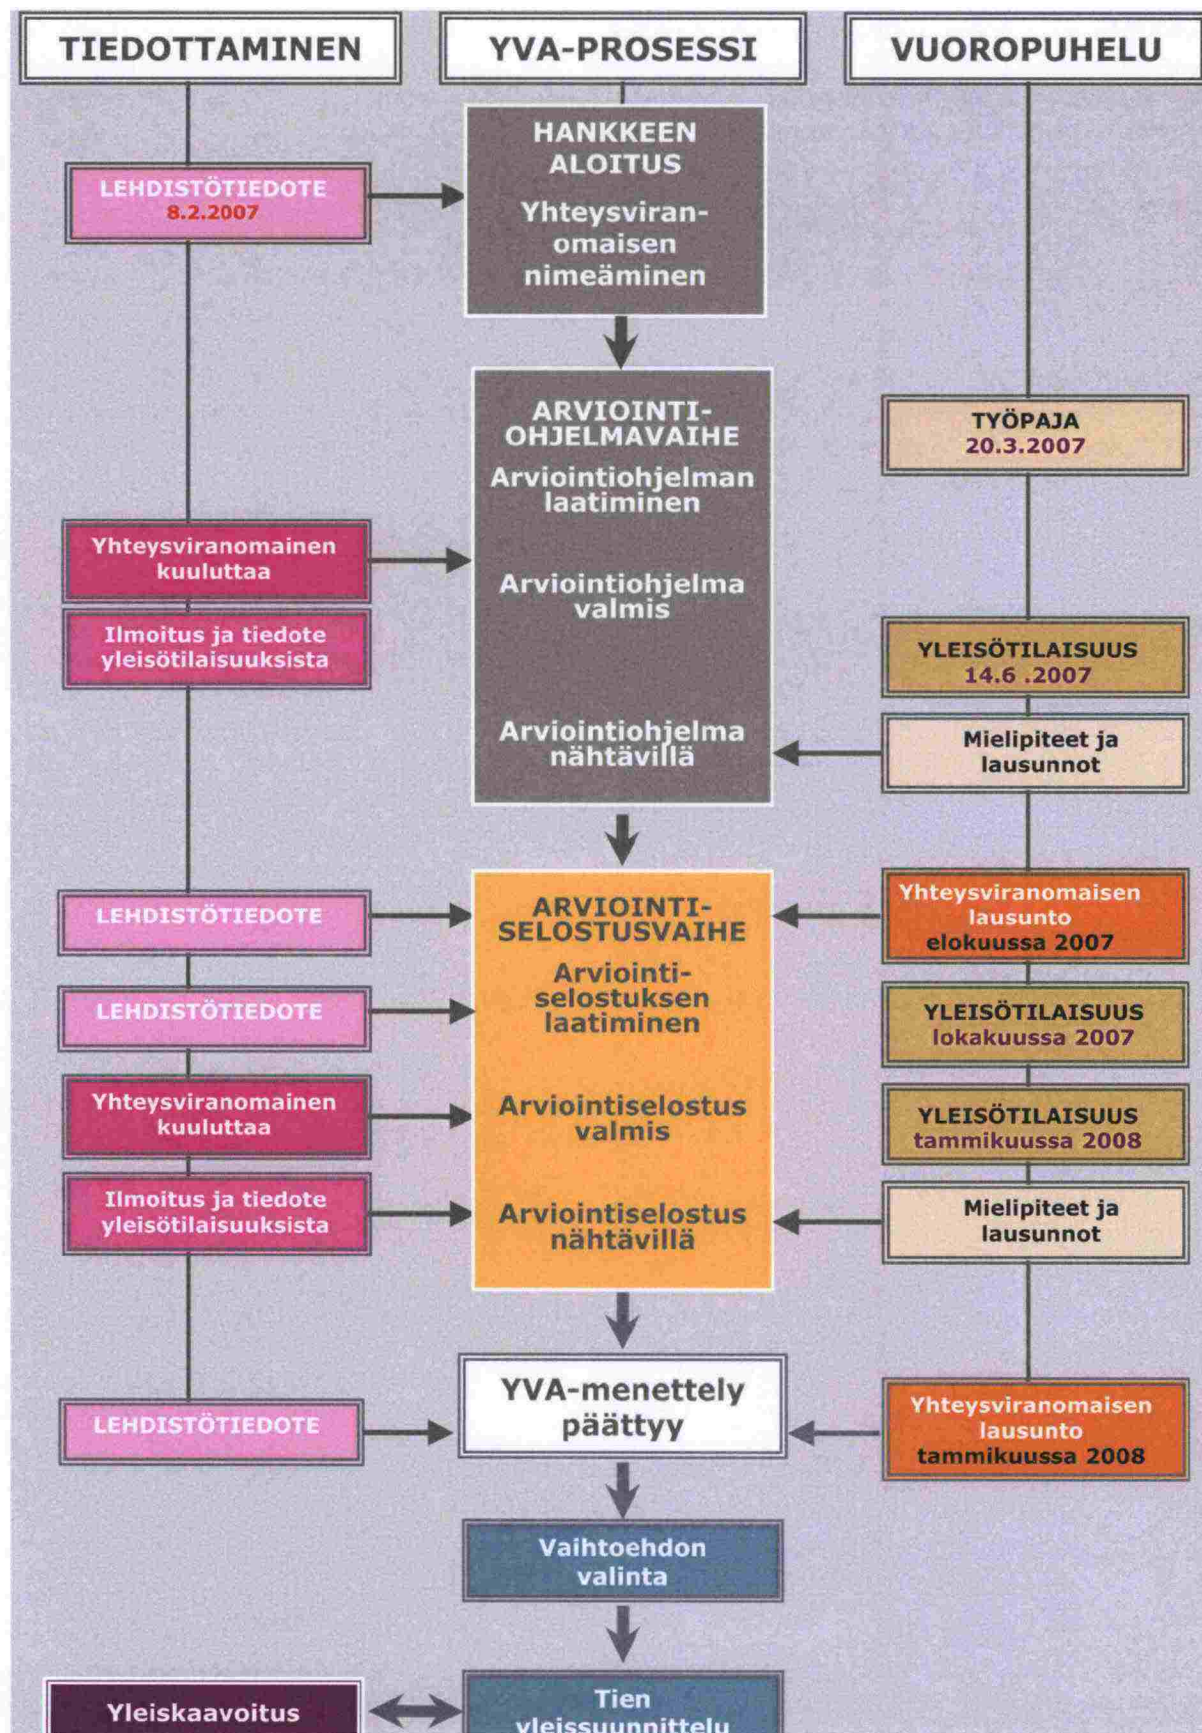 TIEDOTTAMINEN
YVA-PROSESSI
VUOROPUHELU
HANKKEEN
ALOITUS
Yhteysviran-
omaisen
nimeäminen
LEHDISTÖTIEDOTE
8.2.2007
ARVIOINTI-
OHJELMAVAIHE
Arviointiohjelman
laatiminen
TYÖPAJA
20.3.2007
Yhteysviranomainen
kuuluttaa
Arviointiohjelma
valmis
Ilmoitus ja tiedote
yleisötilaisuuksista
YLEISÖTILAISUUS
14.6 .2007
Arviointiohjelma
nähtävillä
Mielipiteet ja
lausunnot
LEHDISTÖTIEDOTE
ARVIOINTI-
SELOSTUSVAIHE
Arviointi-
selostuksen
laatiminen
Yhteysviranomaisen
lausunto
elokuussa 2007
LEHDISTÖTIEDOTE
YLEISÖTILAISUUS
lokakuussa 2007
Yhteysviranomainen
kuuluttaa
Arviointiselostus
valmis
YLEISÖTILAISUUS
tammikuussa 2008
Ilmoitus ja tiedote
yleisötilaisuuksista
Arviointiselostus
nähtävillä
Mielipiteet ja
lausunnot
LEHDISTÖTIEDOTE
YVA-menettely
päättyy
Yhteysviranomaisen
lausunto
tammikuussa 2008
Vaihtoehdon
valinta
Yleiskaavoitus
Tien
yleissuunnittelu